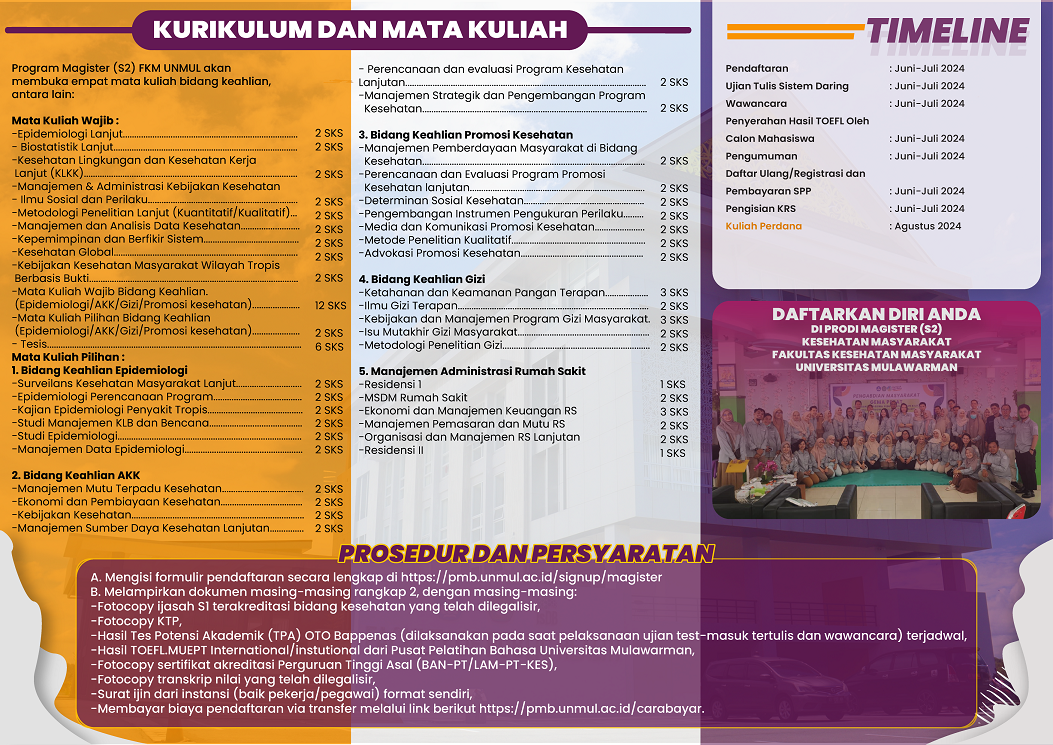 KURIKULUM DAN MATA KULIAH
Program Magister (S2) FKM UNMUL akan
membuka empat mata kuliah bidang keahlian,
antara lain:
Mata Kuliah Wajib :
-Epidemiologi Lanjut........ 2 SKS
- Biostatistik Lanjut........ 2 SKS
-Kesehatan Lingkungan dan Kesehatan Kerja
Lanjut (KLKK)........ 2 SKS
-Manajemen & Administrasi Kebijakan Kesehatan
- Ilmu Sosial dan Perilaku........ 2 SKS
-Metodologi Penelitian Lanjut (Kuantitatif/Kualitatif)... 2 SKS
-Manajemen dan Analisis Data Kesehatan........ 2 SKS
-Kepemimpinan dan Berfikir Sistem........ 2 SKS
-Kesehatan Global........ 2 SKS
-Kebijakan Kesehatan Masyarakat Wilayah Tropis
Berbasis Bukti........ 2 SKS
-Mata Kuliah Wajib Bidang Keahlian.
(Epidemiologi/AKK/Gizi/Promosi kesehatan)........ 12 SKS
-Mata Kuliah Pilihan Bidang Keahlian
(Epidemiologi/AKK/Gizi/Promosi kesehatan)........ 2 SKS
- Tesis........ 6 SKS
Mata Kuliah Pilihan :
1. Bidang Keahlian Epidemiologi
-Surveilans Kesehatan Masyarakat Lanjut........ 2 SKS
-Epidemiologi Perencanaan Program........ 2 SKS
-Kajian Epidemiologi Penyakit Tropis........ 2 SKS
-Studi Manajemen KLB dan Bencana........ 2 SKS
-Studi Epidemiologi........ 2 SKS
-Manajemen Data Epidemiologi........ 2 SKS
2. Bidang Keahlian AKK
-Manajemen Mutu Terpadu Kesehatan........ 2 SKS
-Ekonomi dan Pembiayaan Kesehatan........ 2 SKS
-Kebijakan Kesehatan........ 2 SKS
-Manajemen Sumber Daya Kesehatan Lanjutan........ 2 SKS
- Perencanaan dan evaluasi Program Kesehatan
Lanjutan........ 2 SKS
-Manajemen Strategik dan Pengembangan Program
Kesehatan........ 2 SKS
3. Bidang Keahlian Promosi Kesehatan
-Manajemen Pemberdayaan Masyarakat di Bidang
Kesehatan........ 2 SKS
-Perencanaan dan Evaluasi Program Promosi
Kesehatan lanjutan........ 2 SKS
-Determinan Sosial Kesehatan........ 2 SKS
-Pengembangan Instrumen Pengukuran Perilaku........ 2 SKS
-Media dan Komunikasi Promosi Kesehatan........ 2 SKS
-Metode Penelitian Kualitatif........ 2 SKS
-Advokasi Promosi Kesehatan........ 2 SKS
4. Bidang Keahlian Gizi
-Ketahanan dan Keamanan Pangan Terapan........ 3 SKS
-Ilmu Gizi Terapan........ 2 SKS
-Kebijakan dan Manajemen Program Gizi Masyarakat. 3 SKS
-Isu Mutakhir Gizi Masyarakat........ 2 SKS
-Metodologi Penelitian Gizi........ 2 SKS
5. Manajemen Administrasi Rumah Sakit
-Residensi 1 1 SKS
-MSDM Rumah Sakit 2 SKS
-Ekonomi dan Manajemen Keuangan RS 3 SKS
-Manajemen Pemasaran dan Mutu RS 2 SKS
-Organisasi dan Manajemen RS Lanjutan 2 SKS
-Residensi II 1 SKS
TIMELINE
Pendaftaran : Juni-Juli 2024
Ujian Tulis Sistem Daring : Juni-Juli 2024
Wawancara : Juni-Juli 2024
Penyerahan Hasil TOEFL Oleh
Calon Mahasiswa : Juni-Juli 2024
Pengumuman : Juni-Juli 2024
Daftar Ulang/Registrasi dan
Pembayaran SPP : Juni-Juli 2024
Pengisian KRS : Juni-Juli 2024
Kuliah Perdana : Agustus 2024
DAFTARKAN DIRI ANDA
DI PRODI MAGISTER (S2)
KESEHATAN MASYARAKAT
FAKULTAS KESEHATAN MASYARAKAT
UNIVERSITAS MULAWARMAN
PENGABDIAN MASYARAKAT
PROSEDUR DAN PERSYARATAN
A. Mengisi formulir pendaftaran secara lengkap di https://pmb.unmul.ac.id/signup/magister
B. Melampirkan dokumen masing-masing rangkap 2, dengan masing-masing:
-Fotocopy ijasah S1 terakreditasi bidang kesehatan yang telah dilegalisir,
-Fotocopy KTP,
-Hasil Tes Potensi Akademik (TPA) OTO Bappenas (dilaksanakan pada saat pelaksanaan ujian test-masuk tertulis dan wawancara) terjadwal,
-Hasil TOEFL.MUEPT International/instutional dari Pusat Pelatihan Bahasa Universitas Mulawarman,
-Fotocopy sertifikat akreditasi Perguruan Tinggi Asal (BAN-PT/LAM-PT-KES),
-Fotocopy transkrip nilai yang telah dilegalisir,
-Surat ijin dari instansi (baik pekerja/pegawai) format sendiri,
-Membayar biaya pendaftaran via transfer melalui link berikut https://pmb.unmul.ac.id/carabayar.